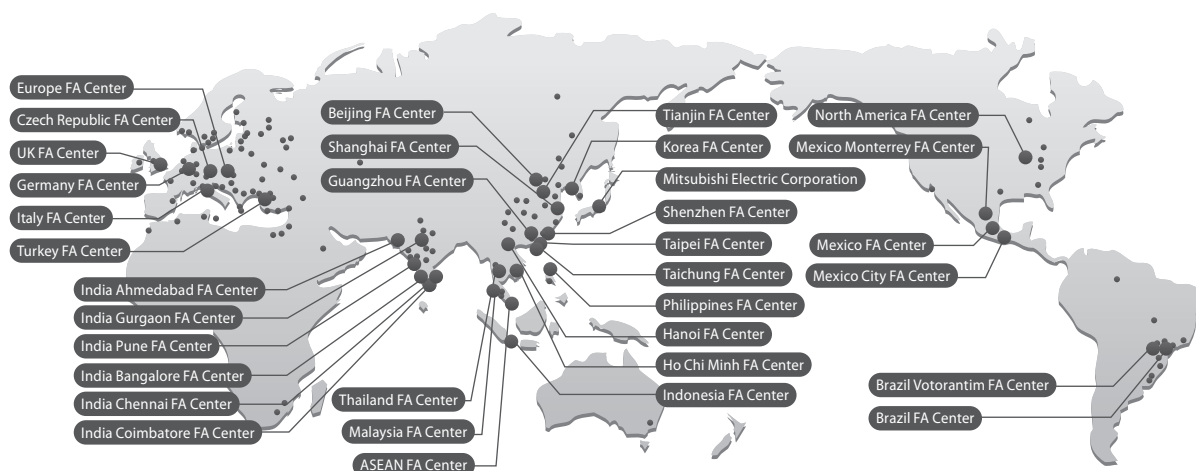 Europe FA Center
Czech Republic FA Center
UK FA Center
Germany FA Center
Italy FA Center
Turkey FA Center
India Ahmedabad FA Center
India Gurgaon FA Center
India Pune FA Center
India Bangalore FA Center
India Chennai FA Center
India Coimbatore FA Center
Beijing FA Center
Shanghai FA Center
Guangzhou FA Center
Thailand FA Center
Malaysia FA Center
ASEAN FA Center
Tianjin FA Center
Korea FA Center
Mitsubishi Electric Corporation
Shenzhen FA Center
Taipei FA Center
Taichung FA Center
Philippines FA Center
Hanoi FA Center
Ho Chi Minh FA Center
Indonesia FA Center
North America FA Center
Mexico Monterrey FA Center
Mexico FA Center
Mexico City FA Center
Brazil Votorantim FA Center
Brazil FA Center